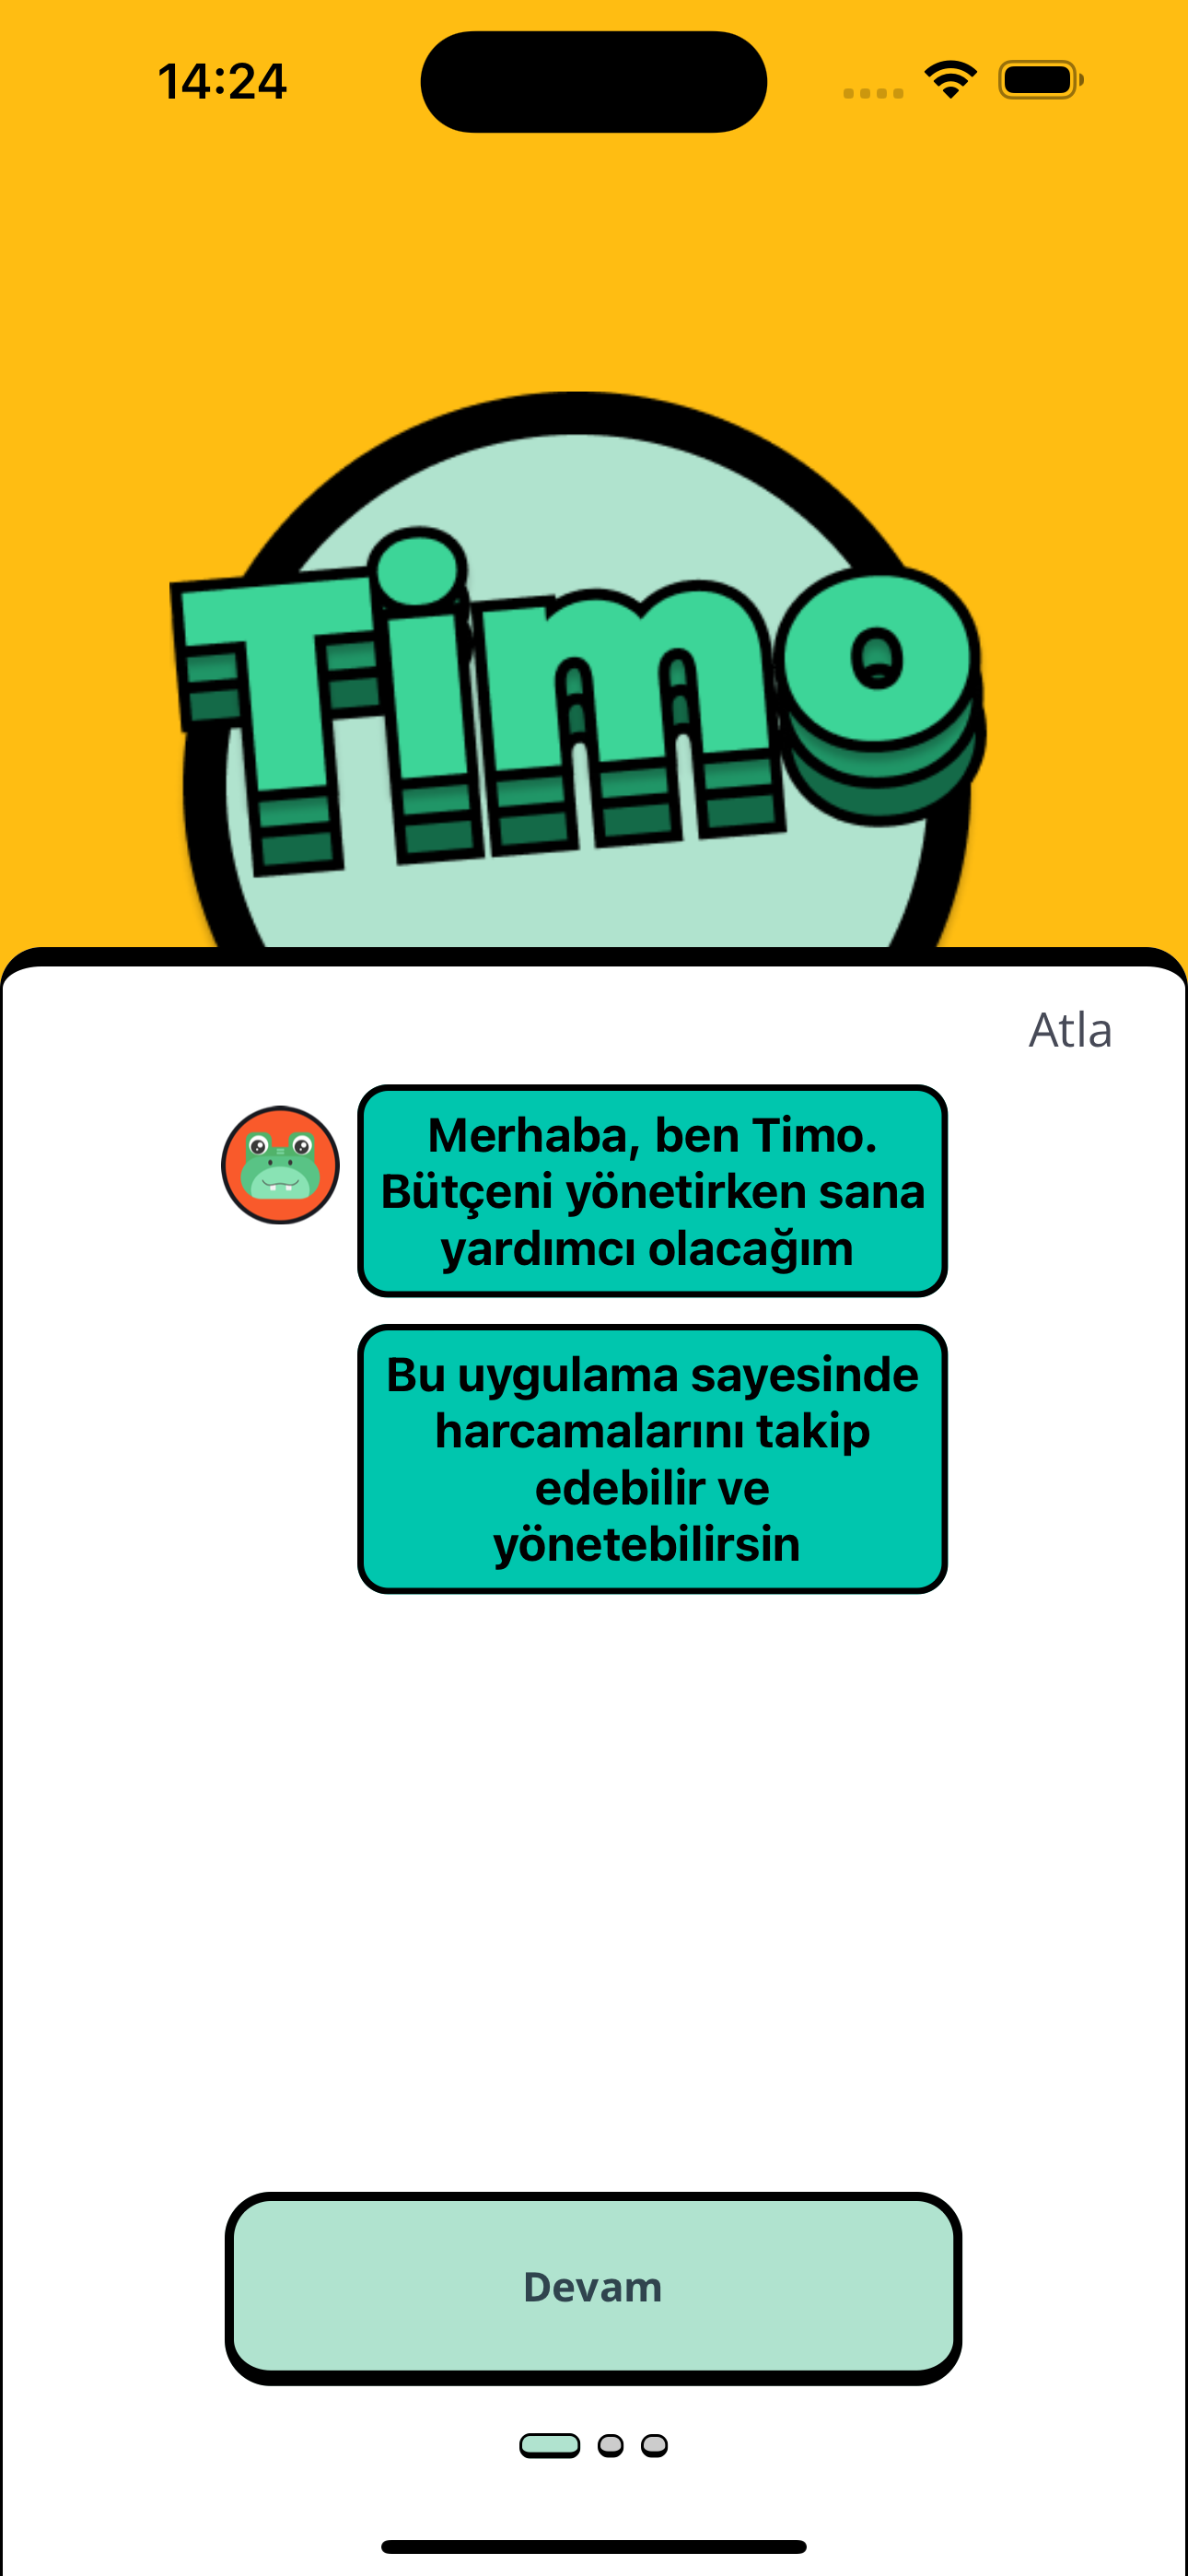 14:24
Timo
Atla
Merhaba, ben Timo.
Bütçeni yönetirken sana
yardımcı olacağım
Bu uygulama sayesinde
harcamalarını takip
edebilir ve
yönetebilirsin
Devam